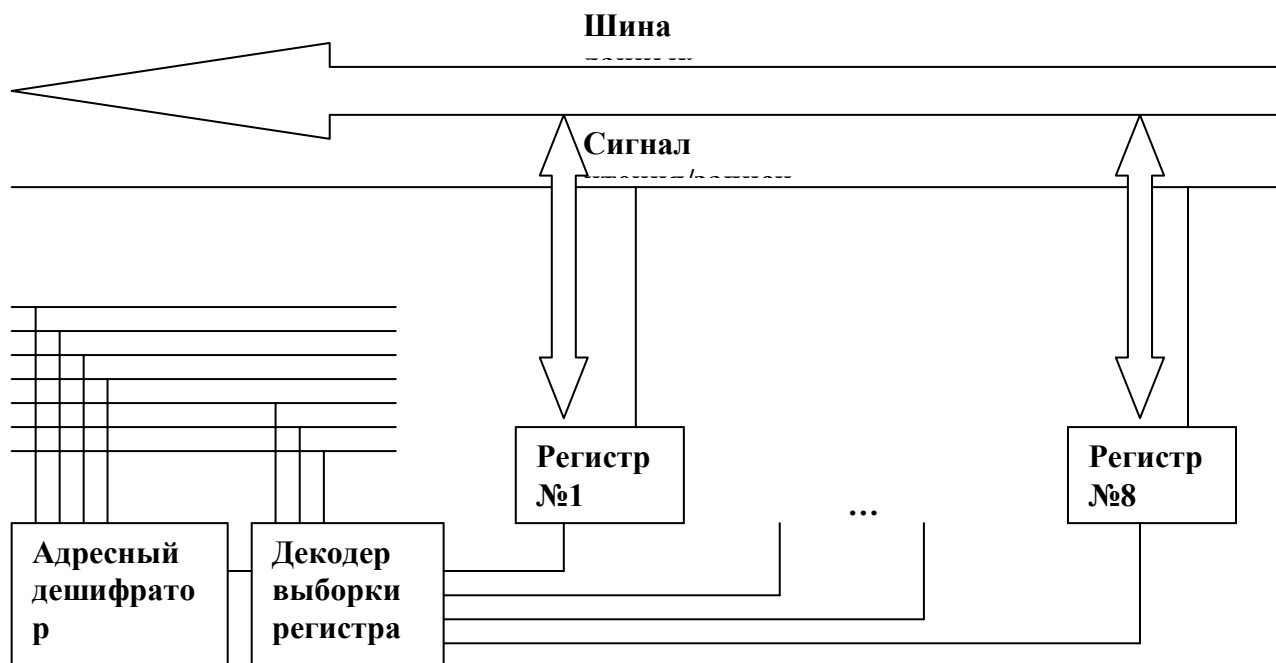 Шина
Сигнал
Регистр
№1
Регистр
№8
...
Адресный
дешифрато
р
Декодер
выборки
регистра